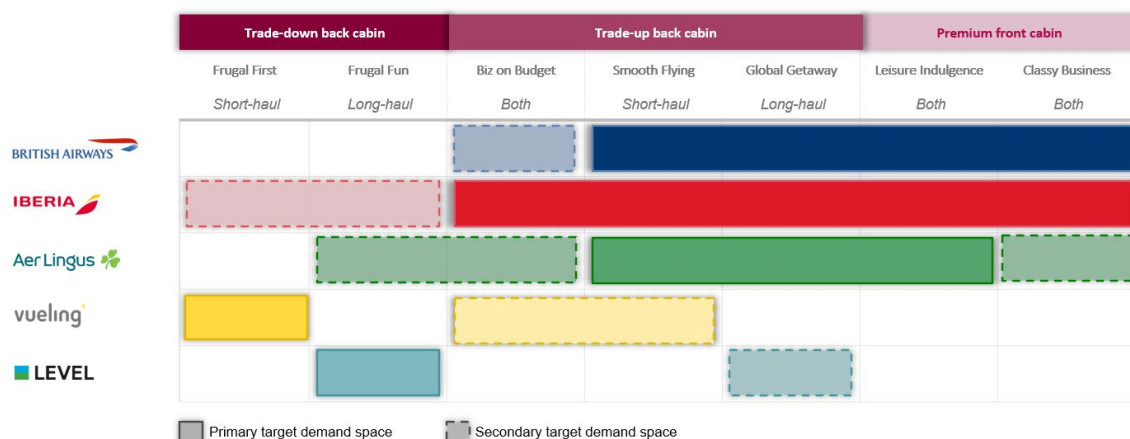 Trade-down back cabin Trade-up back cabin Premium front cabin
Frugal First Frugal Fun Biz on Budget Smooth Flying Global Getaway Leisure Indulgence Classy Business
Short-haul Long-haul Both Short-haul Long-haul Both Both
BRITISH AIRWAYS
IBERIA
Aer Lingus
vueling
LEVEL
Primary target demand space Secondary target demand space